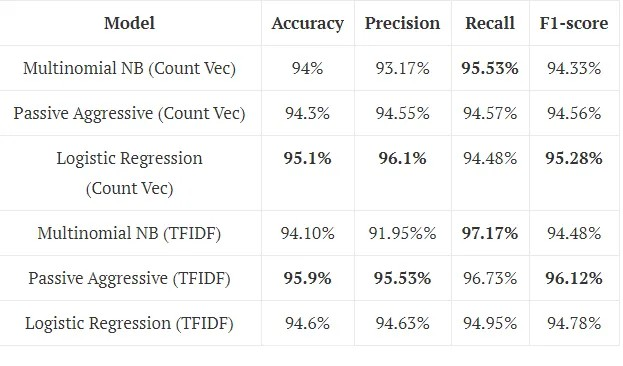 Model Accuracy Precision Recall F1-score
Multinomial NB (Count Vec) 94% 93.17% 95.53% 94.33%
Passive Aggressive (Count Vec) 94.3% 94.55% 94.57% 94.56%
Logistic Regression 95.1% 96.1% 94.48% 95.28%
(Count Vec)
Multinomial NB (TFIDF) 94.10% 91.95%% 97.17% 94.48%
Passive Aggressive (TFIDF) 95.9% 95.53% 96.73% 96.12%
Logistic Regression (TFIDF) 94.6% 94.63% 94.95% 94.78%